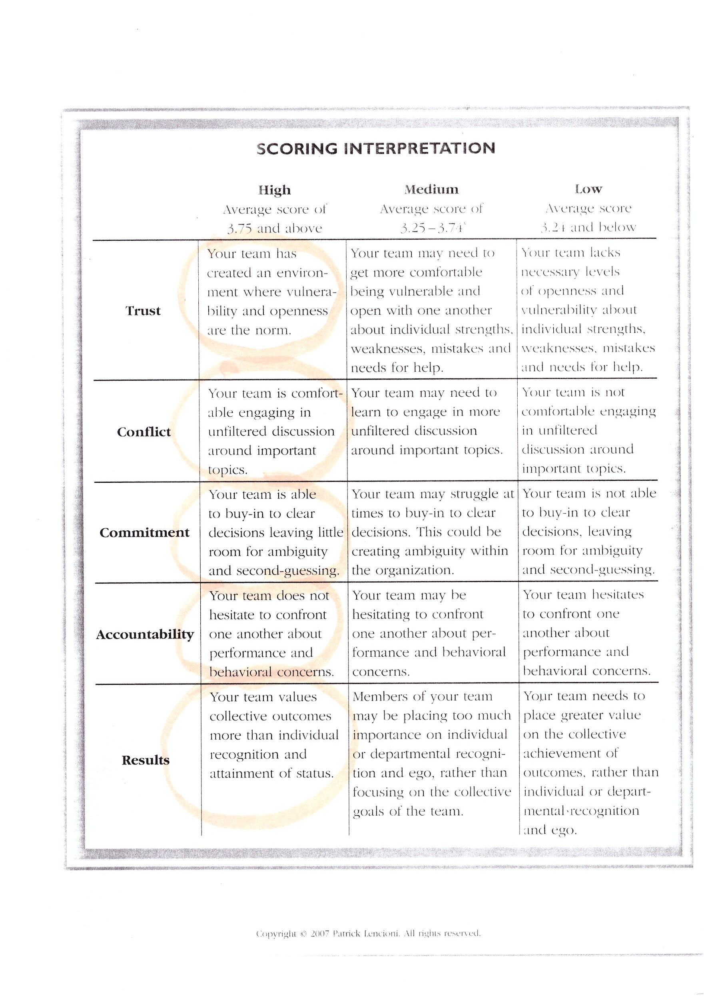 SCORING INTERPRETATION
High
Average score of
3.75 and above
Medium
Average score of
3.25 – 3.74
Low
Average score
3.24 and below
Trust
Your team has
created an environ-
ment where vulnera-
bility and openness
are the norm.
Your team may need to
get more comfortable
being vulnerable and
open with one another
about individual strengths,
weaknesses, mistakes and
needs for help.
Your team lacks
necessary levels
of openness and
vulnerability about
individual strengths,
weaknesses, mistakes
and needs for help.
Conflict
Your team is comfort-
able engaging in
unfiltered discussion
around important
topics.
Your team may need to
learn to engage in more
unfiltered discussion
around important topics.
Your team is not
comfortable engaging
in unfiltered
discussion around
important topics.
Commitment
Your team is able
to buy-in to clear
decisions leaving little
room for ambiguity
and second-guessing.
Your team may struggle at
times to buy-in to clear
decisions. This could be
creating ambiguity within
the organization.
Your team is not able
to buy-in to clear
decisions, leaving
room for ambiguity
and second-guessing.
Accountability
Your team does not
hesitate to confront
one another about
performance and
behavioral concerns.
Your team may be
hesitating to confront
one another about per-
formance and behavioral
concerns.
Your team hesitates
to confront one
another about
performance and
behavioral concerns.
Results
Your team values
collective outcomes
more than individual
recognition and
attainment of status.
Members of your team
may be placing too much
importance on individual
or departmental recogni-
tion and ego, rather than
focusing on the collective
goals of the team.
Your team needs to
place greater value
on the collective
achievement of
outcomes, rather than
individual or depart-
mental recognition
and ego.
Copyright © 2007 Patrick Lencioni. All rights reserved.